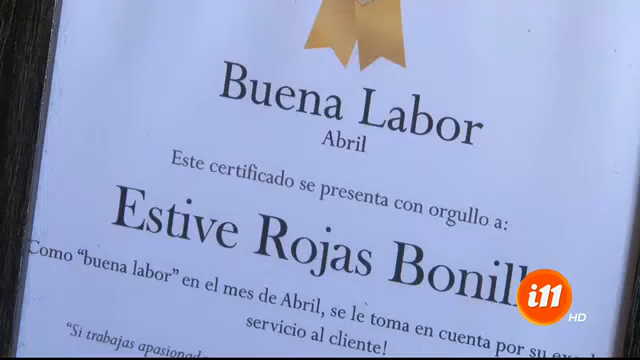 Buena Labor
Abril
Este certificado se presenta con orgullo a:
Estive Rojas
Como "buena labor" en el mes de Abril, se le toma en cuenta por su
servicio al cliente!
"Si trabajas
i11
HD